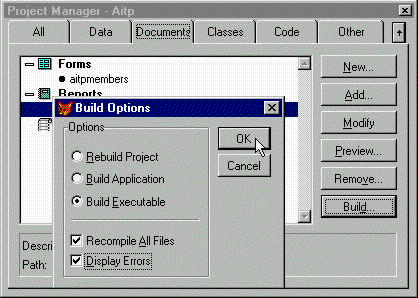 Project Manager - Aitp
All Data Documents Classes Code Other
Forms
aitpmembers
Reports
New...
Add...
Modify
Preview...
Remove...
Build...
Build Options
Options
Rebuild Project
Build Application
Build Executable
Recompile All Files
Display Errors
OK
Cancel
Descri
Path: